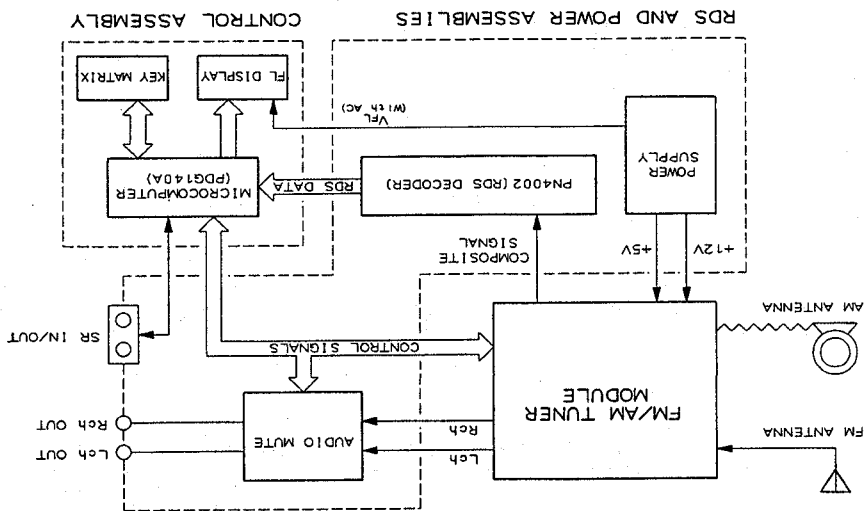 FM ANTENNA
AM ANTENNA
FM/AM TUNER
MODULE
Lch
Rch
AUDIO MUTE
Lch OUT
Rch OUT
CONTROL SIGNALS
SR IN/OUT
+12V
+5V
COMPOSITE
SIGNAL
POWER
SUPPLY
PN4002(RDS DECODER)
RDS DATA
MICROCOMPUTER
(PDG140A)
VFL
(With AC)
FL DISPLAY
KEY MATRIX
RDS AND POWER ASSEMBLIES
CONTROL ASSEMBLY